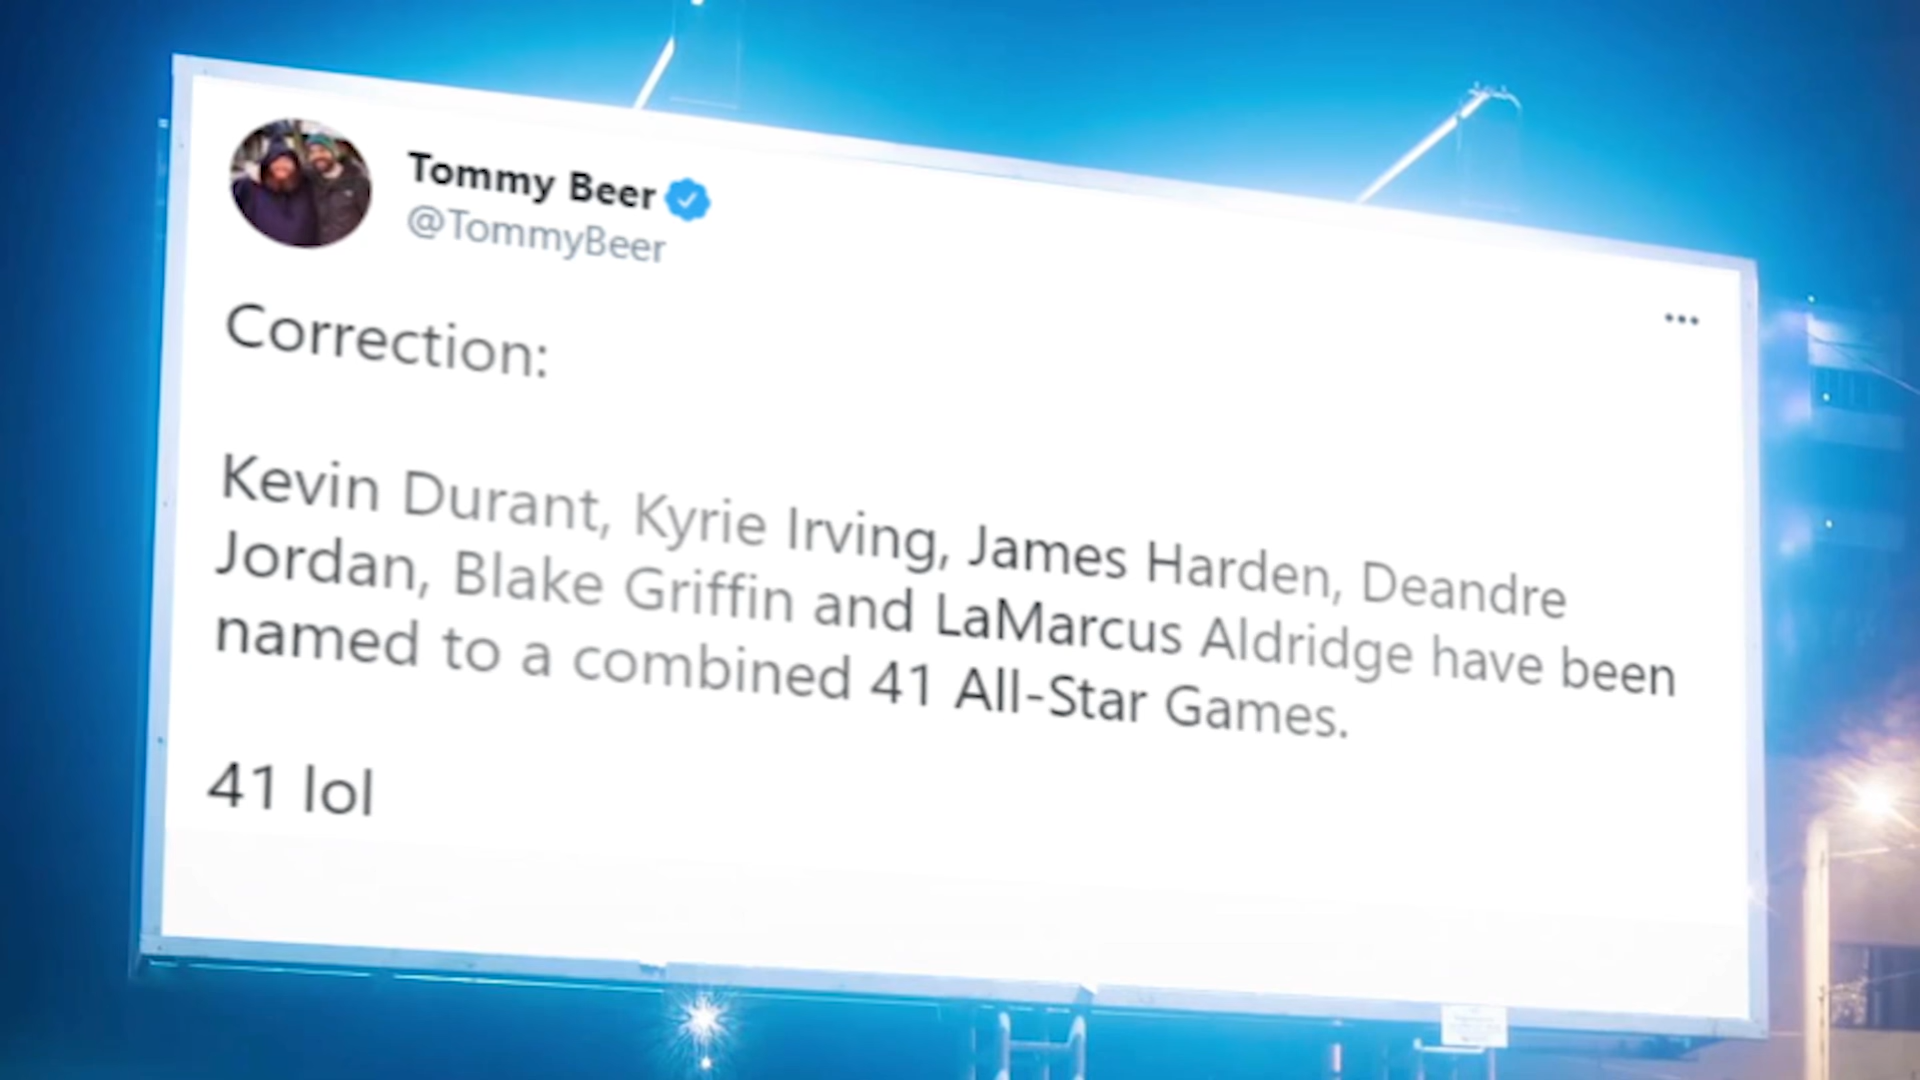 Tommy Beer
@TommyBeer
Correction:
Kevin Durant, Kyrie Irving, James Harden, Deandre
Jordan, Blake Griffin and LaMarcus Aldridge have been
named to a combined 41 All-Star Games.
41 lol